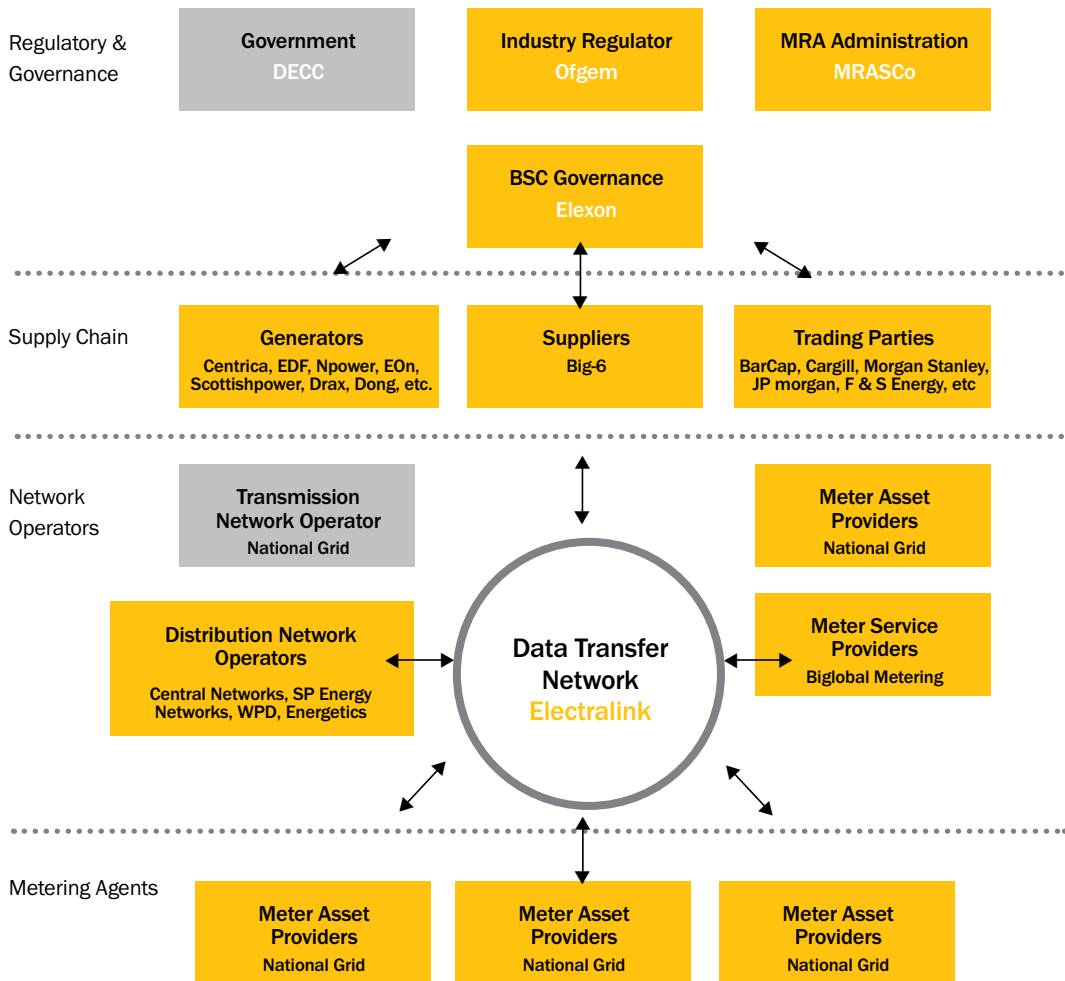 Regulatory &
Governance
Government
DECC
Industry Regulator
Ofgem
MRA Administration
MRASCo
BSC Governance
Elexon
Supply Chain
Generators
Centrica, EDF, Npower, EOn,
Scottishpower, Drax, Dong, etc.
Suppliers
Big-6
Trading Parties
BarCap, Cargill, Morgan Stanley,
JP morgan, F & S Energy, etc
Network
Operators
Transmission
Network Operator
National Grid
Meter Asset
Providers
National Grid
Distribution Network
Operators
Central Networks, SP Energy
Networks, WPD, Energetics
Data Transfer
Network
Electralink
Meter Service
Providers
Biglobal Metering
Metering Agents
Meter Asset
Providers
National Grid
Meter Asset
Providers
National Grid
Meter Asset
Providers
National Grid